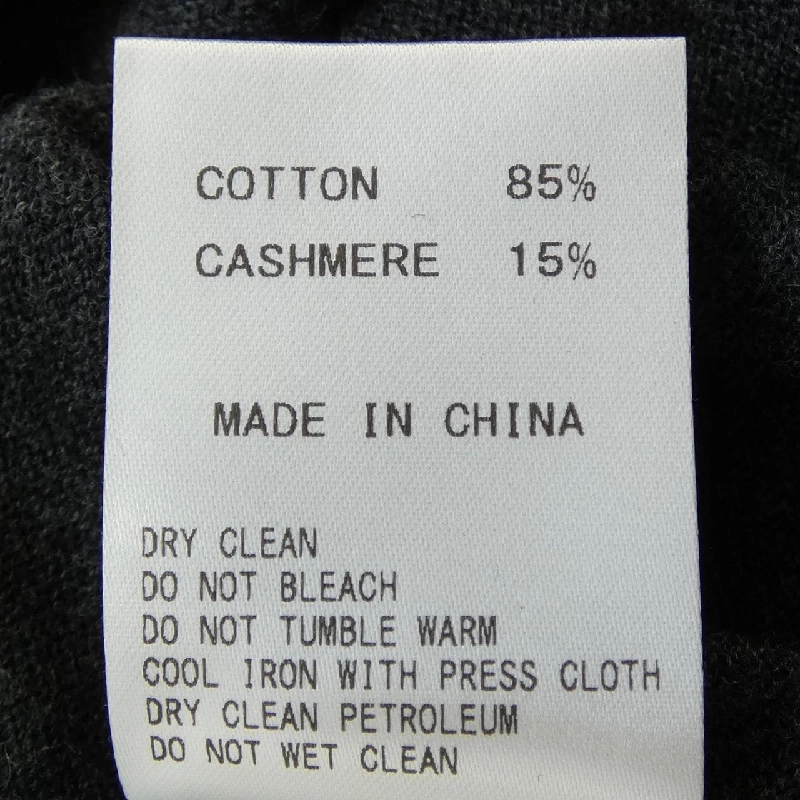 COTTON 85%
CASHMERE 15%
MADE IN CHINA
DRY CLEAN
DO NOT BLEACH
DO NOT TUMBLE WARM
COOL IRON WITH PRESS CLOTH
DRY CLEAN PETROLEUM
DO NOT WET CLEAN